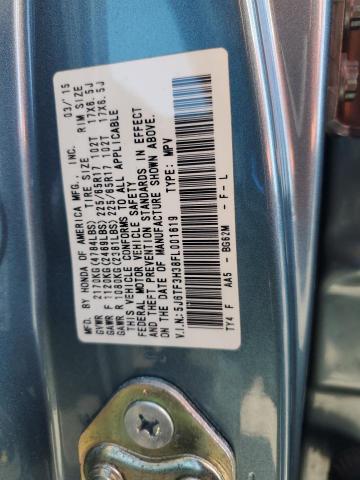 MFD. BY HONDA OF AMERICA MFG., INC. 03/'15
TIRE SIZE RIM SIZE
GVWR 2170KG(4784LBS)
GAWR F 1120KG(2469LBS) 225/65R17 102T 17X6.5J
GAWR R 1080KG(2381LBS) 225/65R17 102T 17X6.5J
THIS VEHICLE CONFORMS TO ALL APPLICABLE
FEDERAL MOTOR VEHICLE SAFETY
AND THEFT PREVENTION STANDARDS IN EFFECT
ON THE DATE OF MANUFACTURE SHOWN ABOVE.
V.I.N: 5J6TF3H38FL001619 TYPE: MPV
TY4 F AA5 - BG62M - F - L